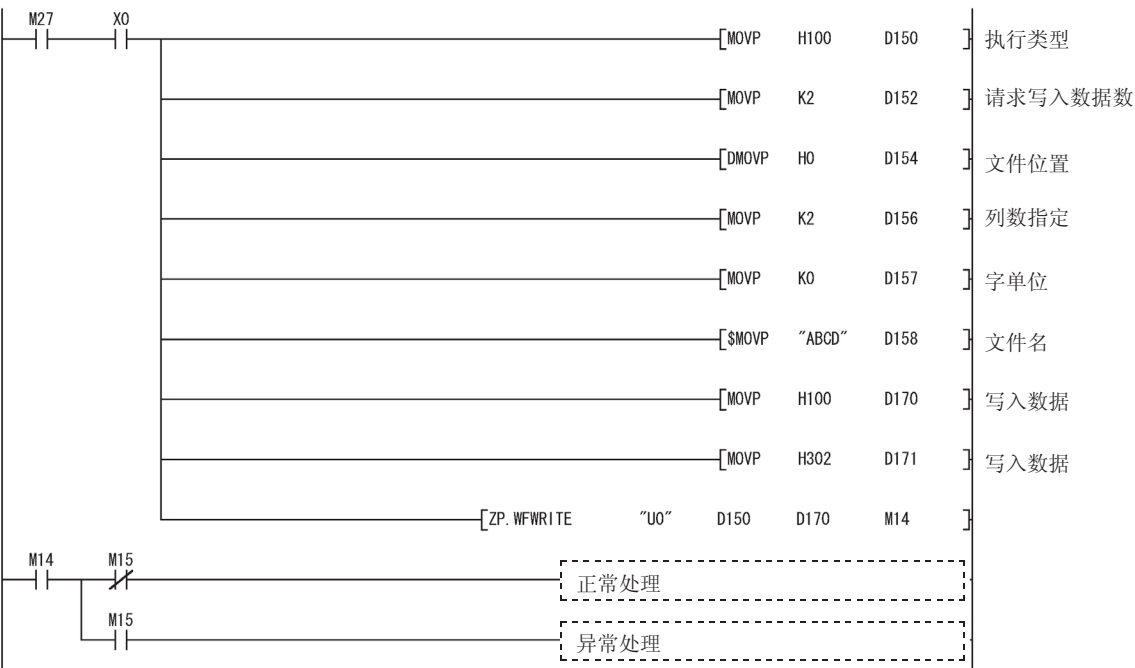 M27 X0
MOVP H100 D150 执行类型
MOVP K2 D152 请求写入数据数
DMOVP H0 D154 文件位置
MOVP K2 D156 列数指定
MOVP K0 D157 字单位
$MOVP "ABCD" D158 文件名
MOVP H100 D170 写入数据
MOVP H302 D171 写入数据
ZP.WFWRITE "U0" D150 D170 M14
M14 M15
正常处理
M15
异常处理